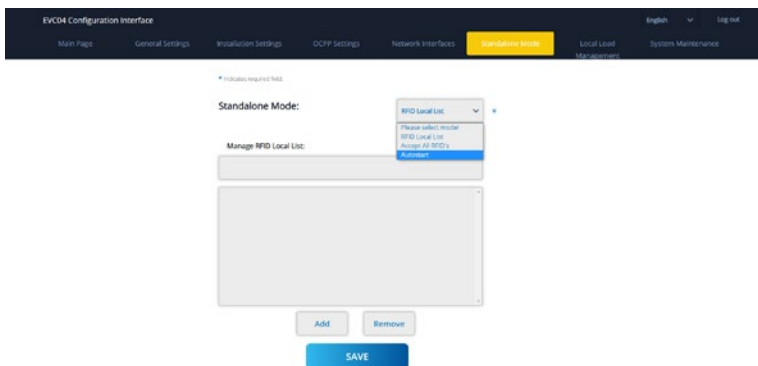 EVC04 Configuration Interface
English
Log out
Main Page
General Settings
Installation Settings
OCPP Settings
Network Interfaces
Standalone Mode
Local Load
Management
System Maintenance
* Indicates required field.
Standalone Mode:
RFID Local List
*
Please select mode!
RFID Local List
Accept All RFID's
Autostart
Manage RFID Local List:
Add
Remove
SAVE